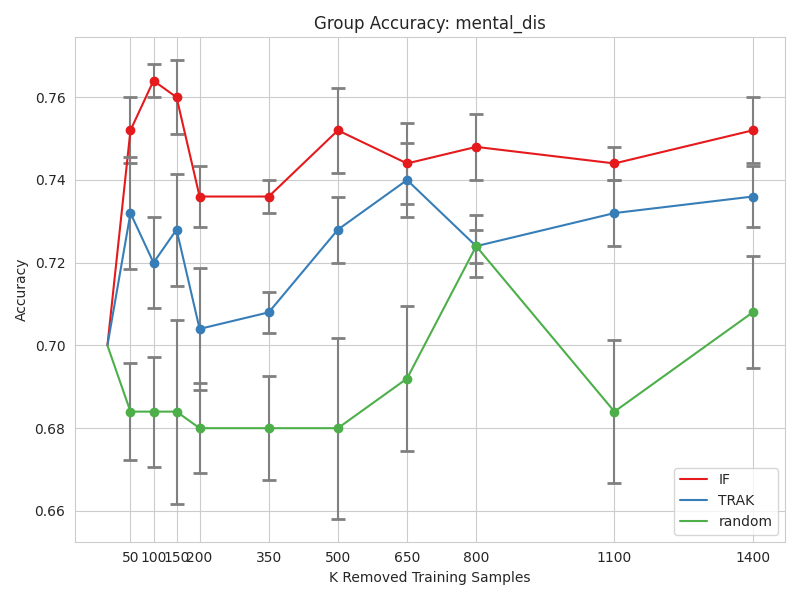 Group Accuracy: mental_dis
Accuracy
0.76
0.74
0.72
0.70
0.68
0.66
IF
TRAK
random
50 100 150 200 350 500 650 800 1100 1400
K Removed Training Samples